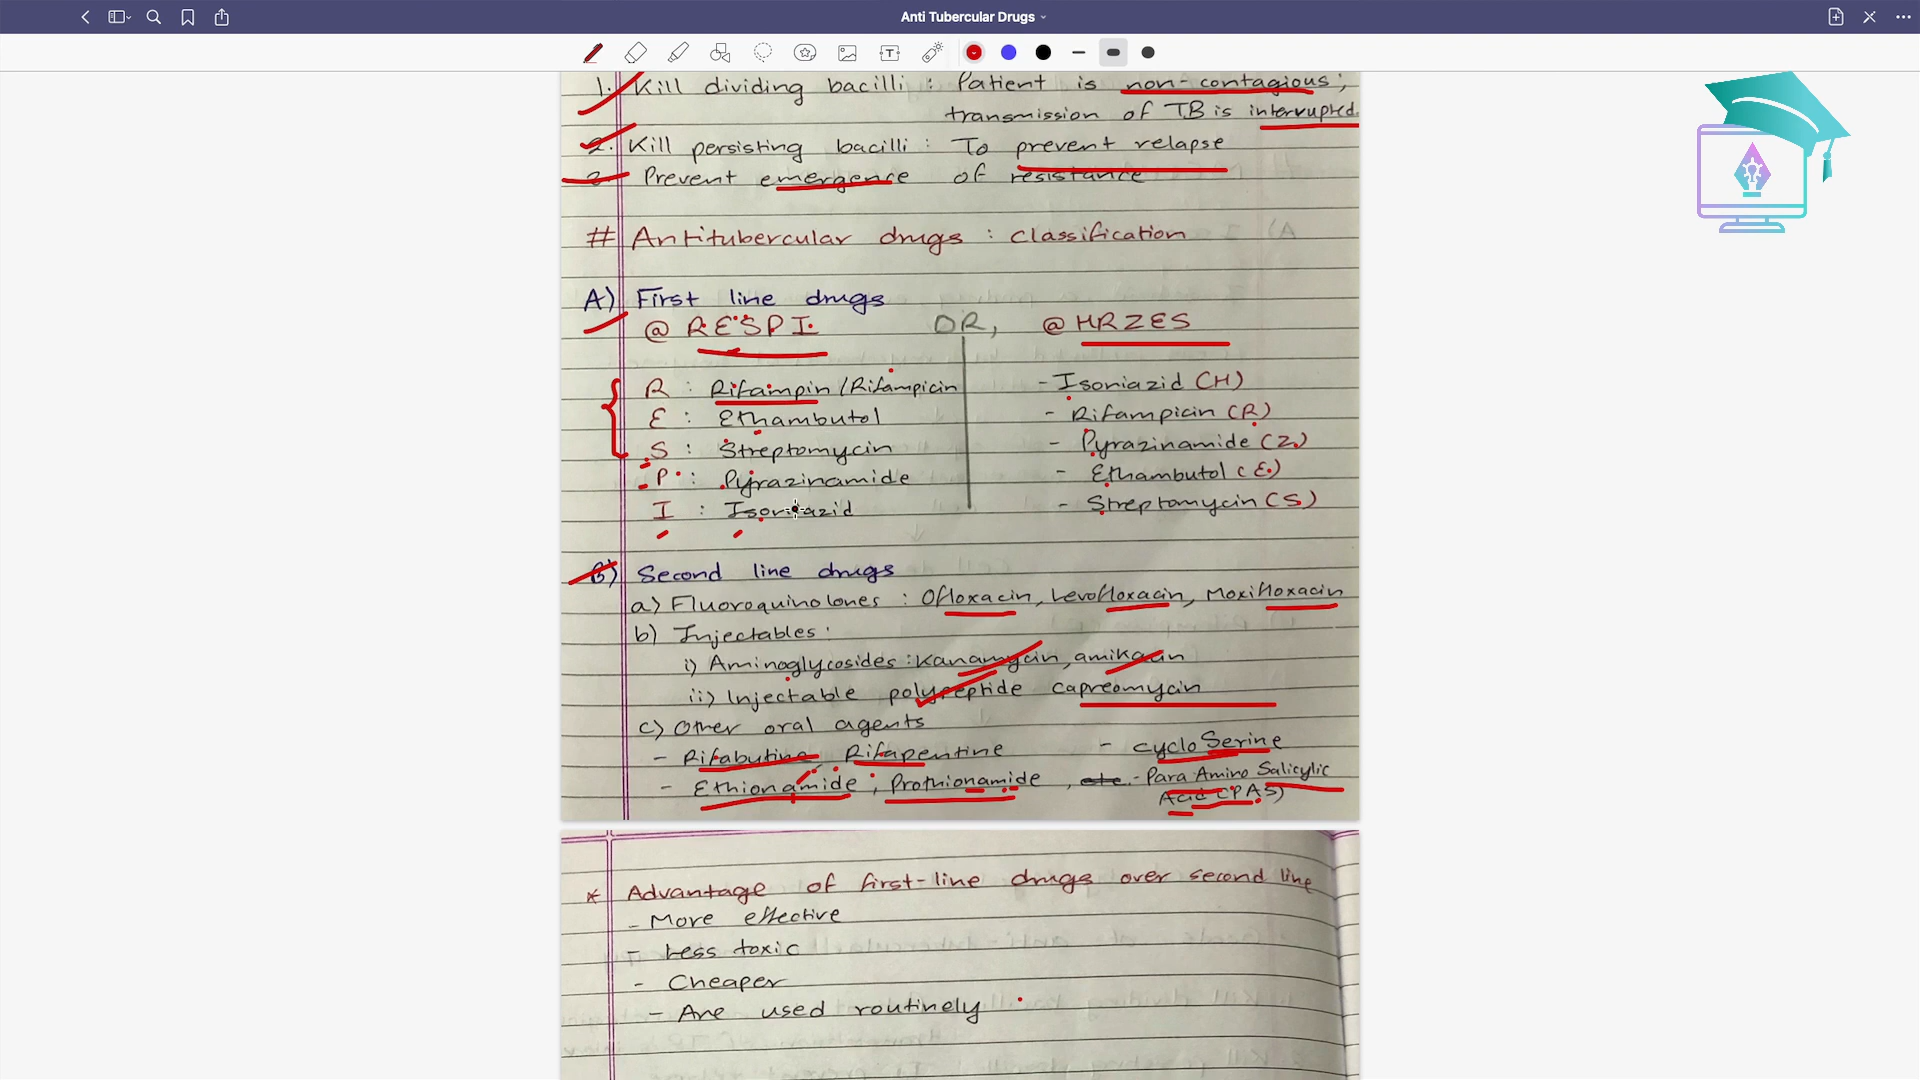 Anti Tubercular Drugs
1. Kill dividing bacilli : Patient is non-contagious;
transmission of TB is interrupted.
2. Kill persisting bacilli : To prevent relapse
3. Prevent emergence of resistance
# Antitubercular drugs : classification
A) First line drugs
@ RESPI OR, @ HRZES
R : Rifampin / Rifampicin
E : Ethambutol
S : Streptomycin
P : Pyrazinamide
I : Isoniazid
- Isoniazid (H)
- Rifampicin (R)
- Pyrazinamide (Z)
- Ethambutol (E)
- Streptomycin (S)
B) Second line drugs
a) Fluoroquinolones : Ofloxacin, Levofloxacin, Moxifloxacin
b) Injectables :
i) Aminoglycosides : Kanamycin, amikacin
ii) Injectable polypeptide capreomycin
c) Other oral agents
- Rifabutine, Rifapentine - cycloSerine
- Ethionamide, Prothionamide, etc. - Para Amino Salicylic
Acid (PAS)
* Advantage of first-line drugs over second line
- More effective
- Less toxic
- Cheaper
- Are used routinely